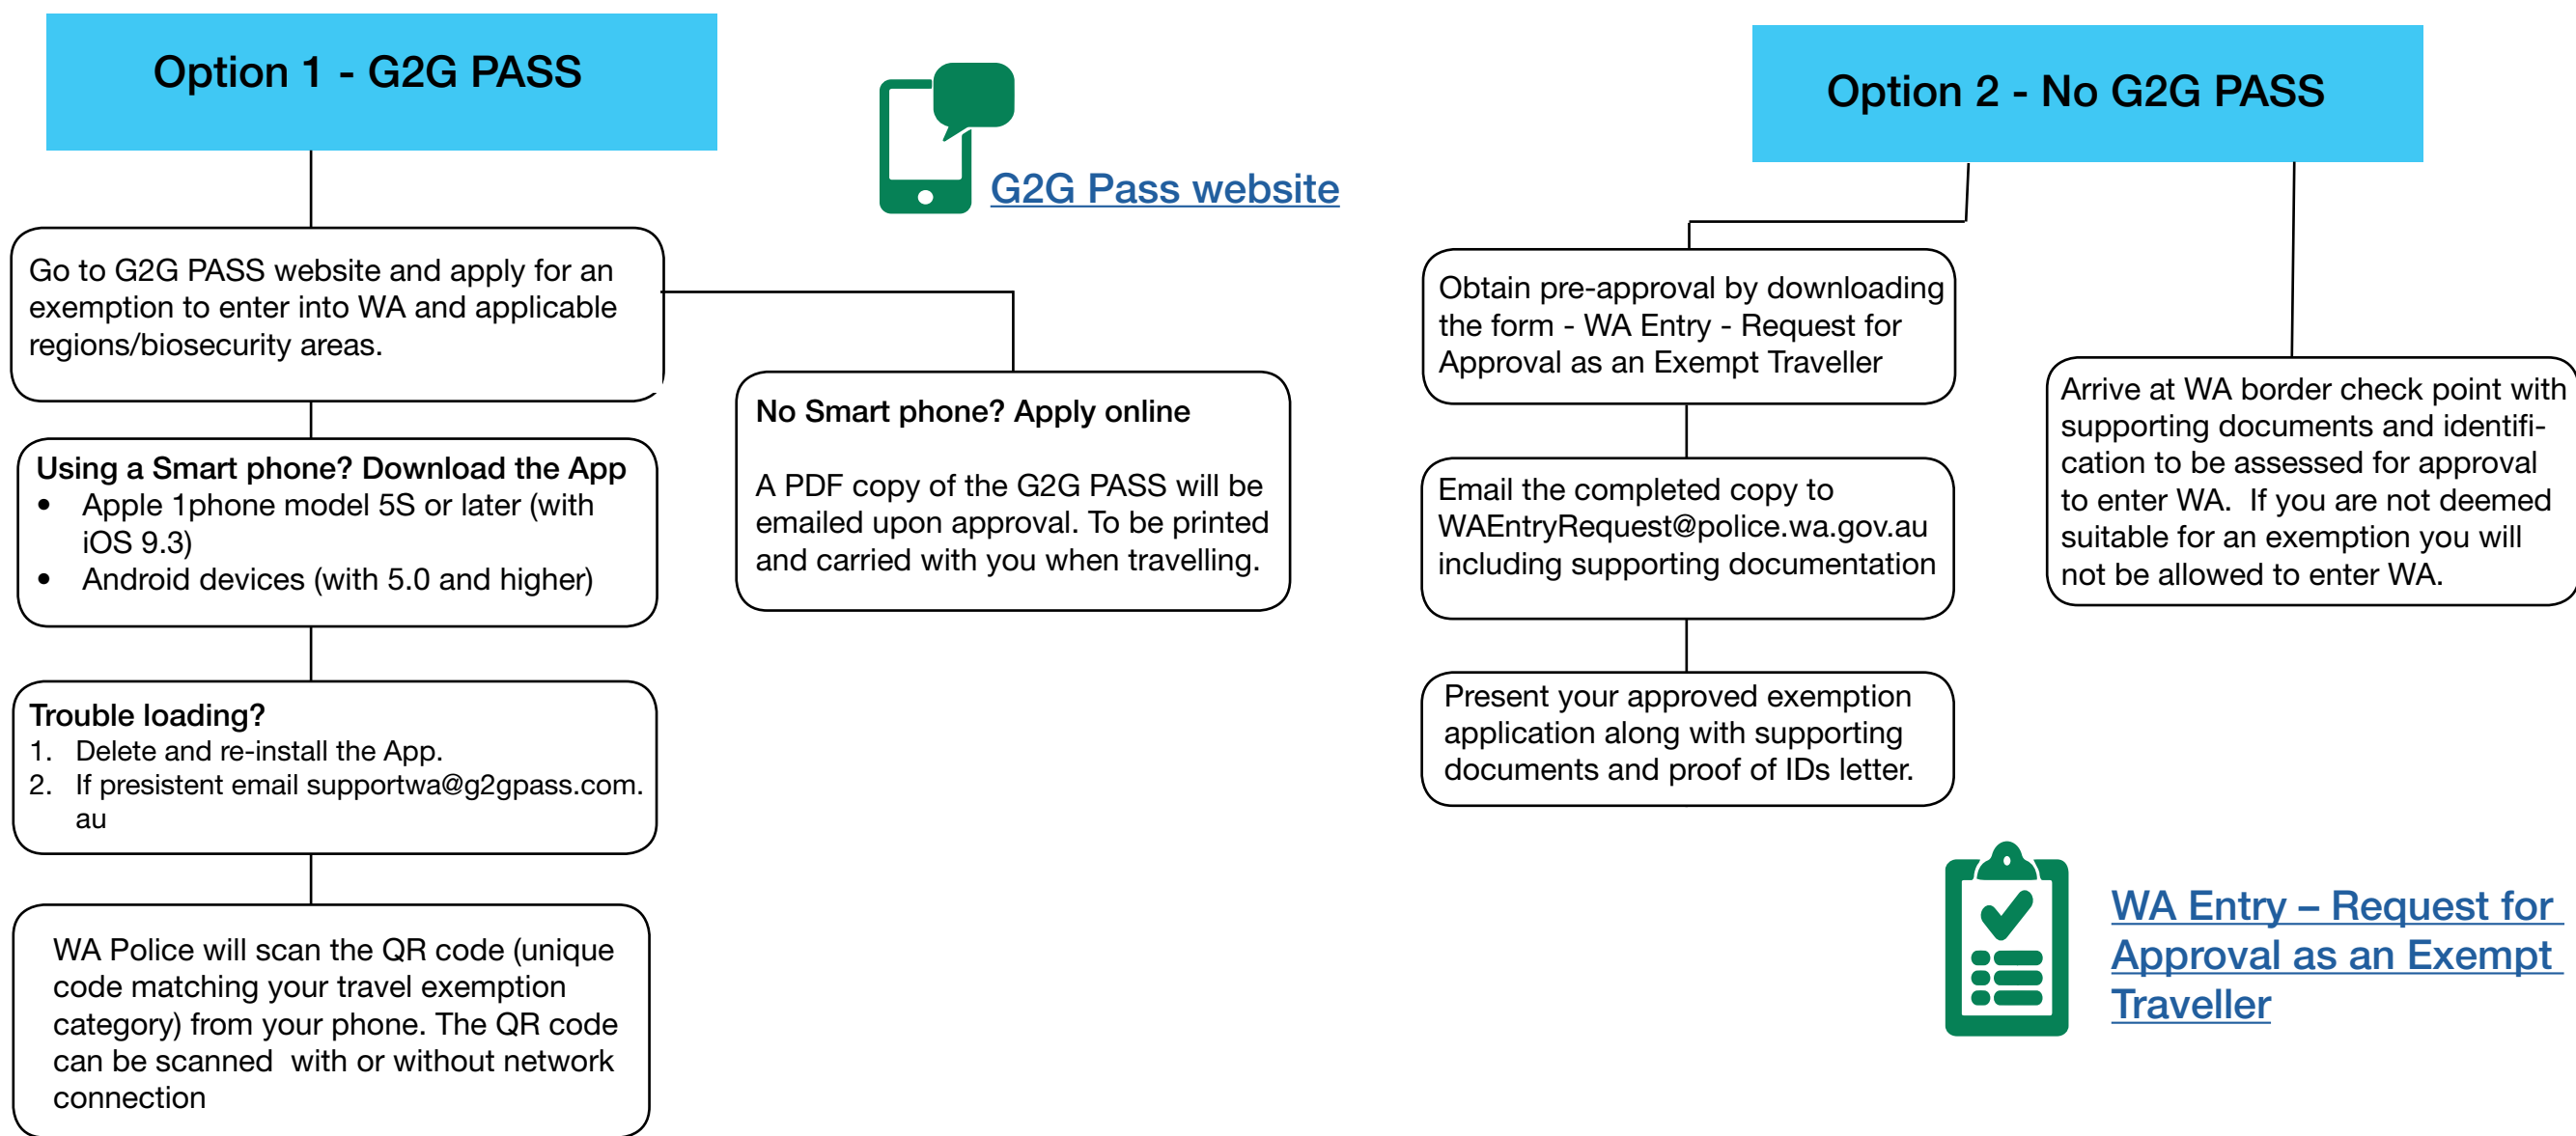 Option 1 - G2G PASS
G2G Pass website
Go to G2G PASS website and apply for an
exemption to enter into WA and applicable
regions/biosecurity areas.
Using a Smart phone? Download the App
• Apple 1phone model 5S or later (with
iOS 9.3)
• Android devices (with 5.0 and higher)
Trouble loading?
1. Delete and re-install the App.
2. If presistent email supportwa@g2gpass.com.
au
WA Police will scan the QR code (unique
code matching your travel exemption
category) from your phone. The QR code
can be scanned  with or without network
connection
No Smart phone? Apply online
A PDF copy of the G2G PASS will be
emailed upon approval. To be printed
and carried with you when travelling.
Option 2 - No G2G PASS
Obtain pre-approval by downloading
the form - WA Entry - Request for
Approval as an Exempt Traveller
Email the completed copy to
WAEntryRequest@police.wa.gov.au
including supporting documentation
Present your approved exemption
application along with supporting
documents and proof of IDs letter.
Arrive at WA border check point with
supporting documents and identifi-
cation to be assessed for approval
to enter WA.  If you are not deemed
suitable for an exemption you will
not be allowed to enter WA.
WA Entry – Request for
Approval as an Exempt
Traveller